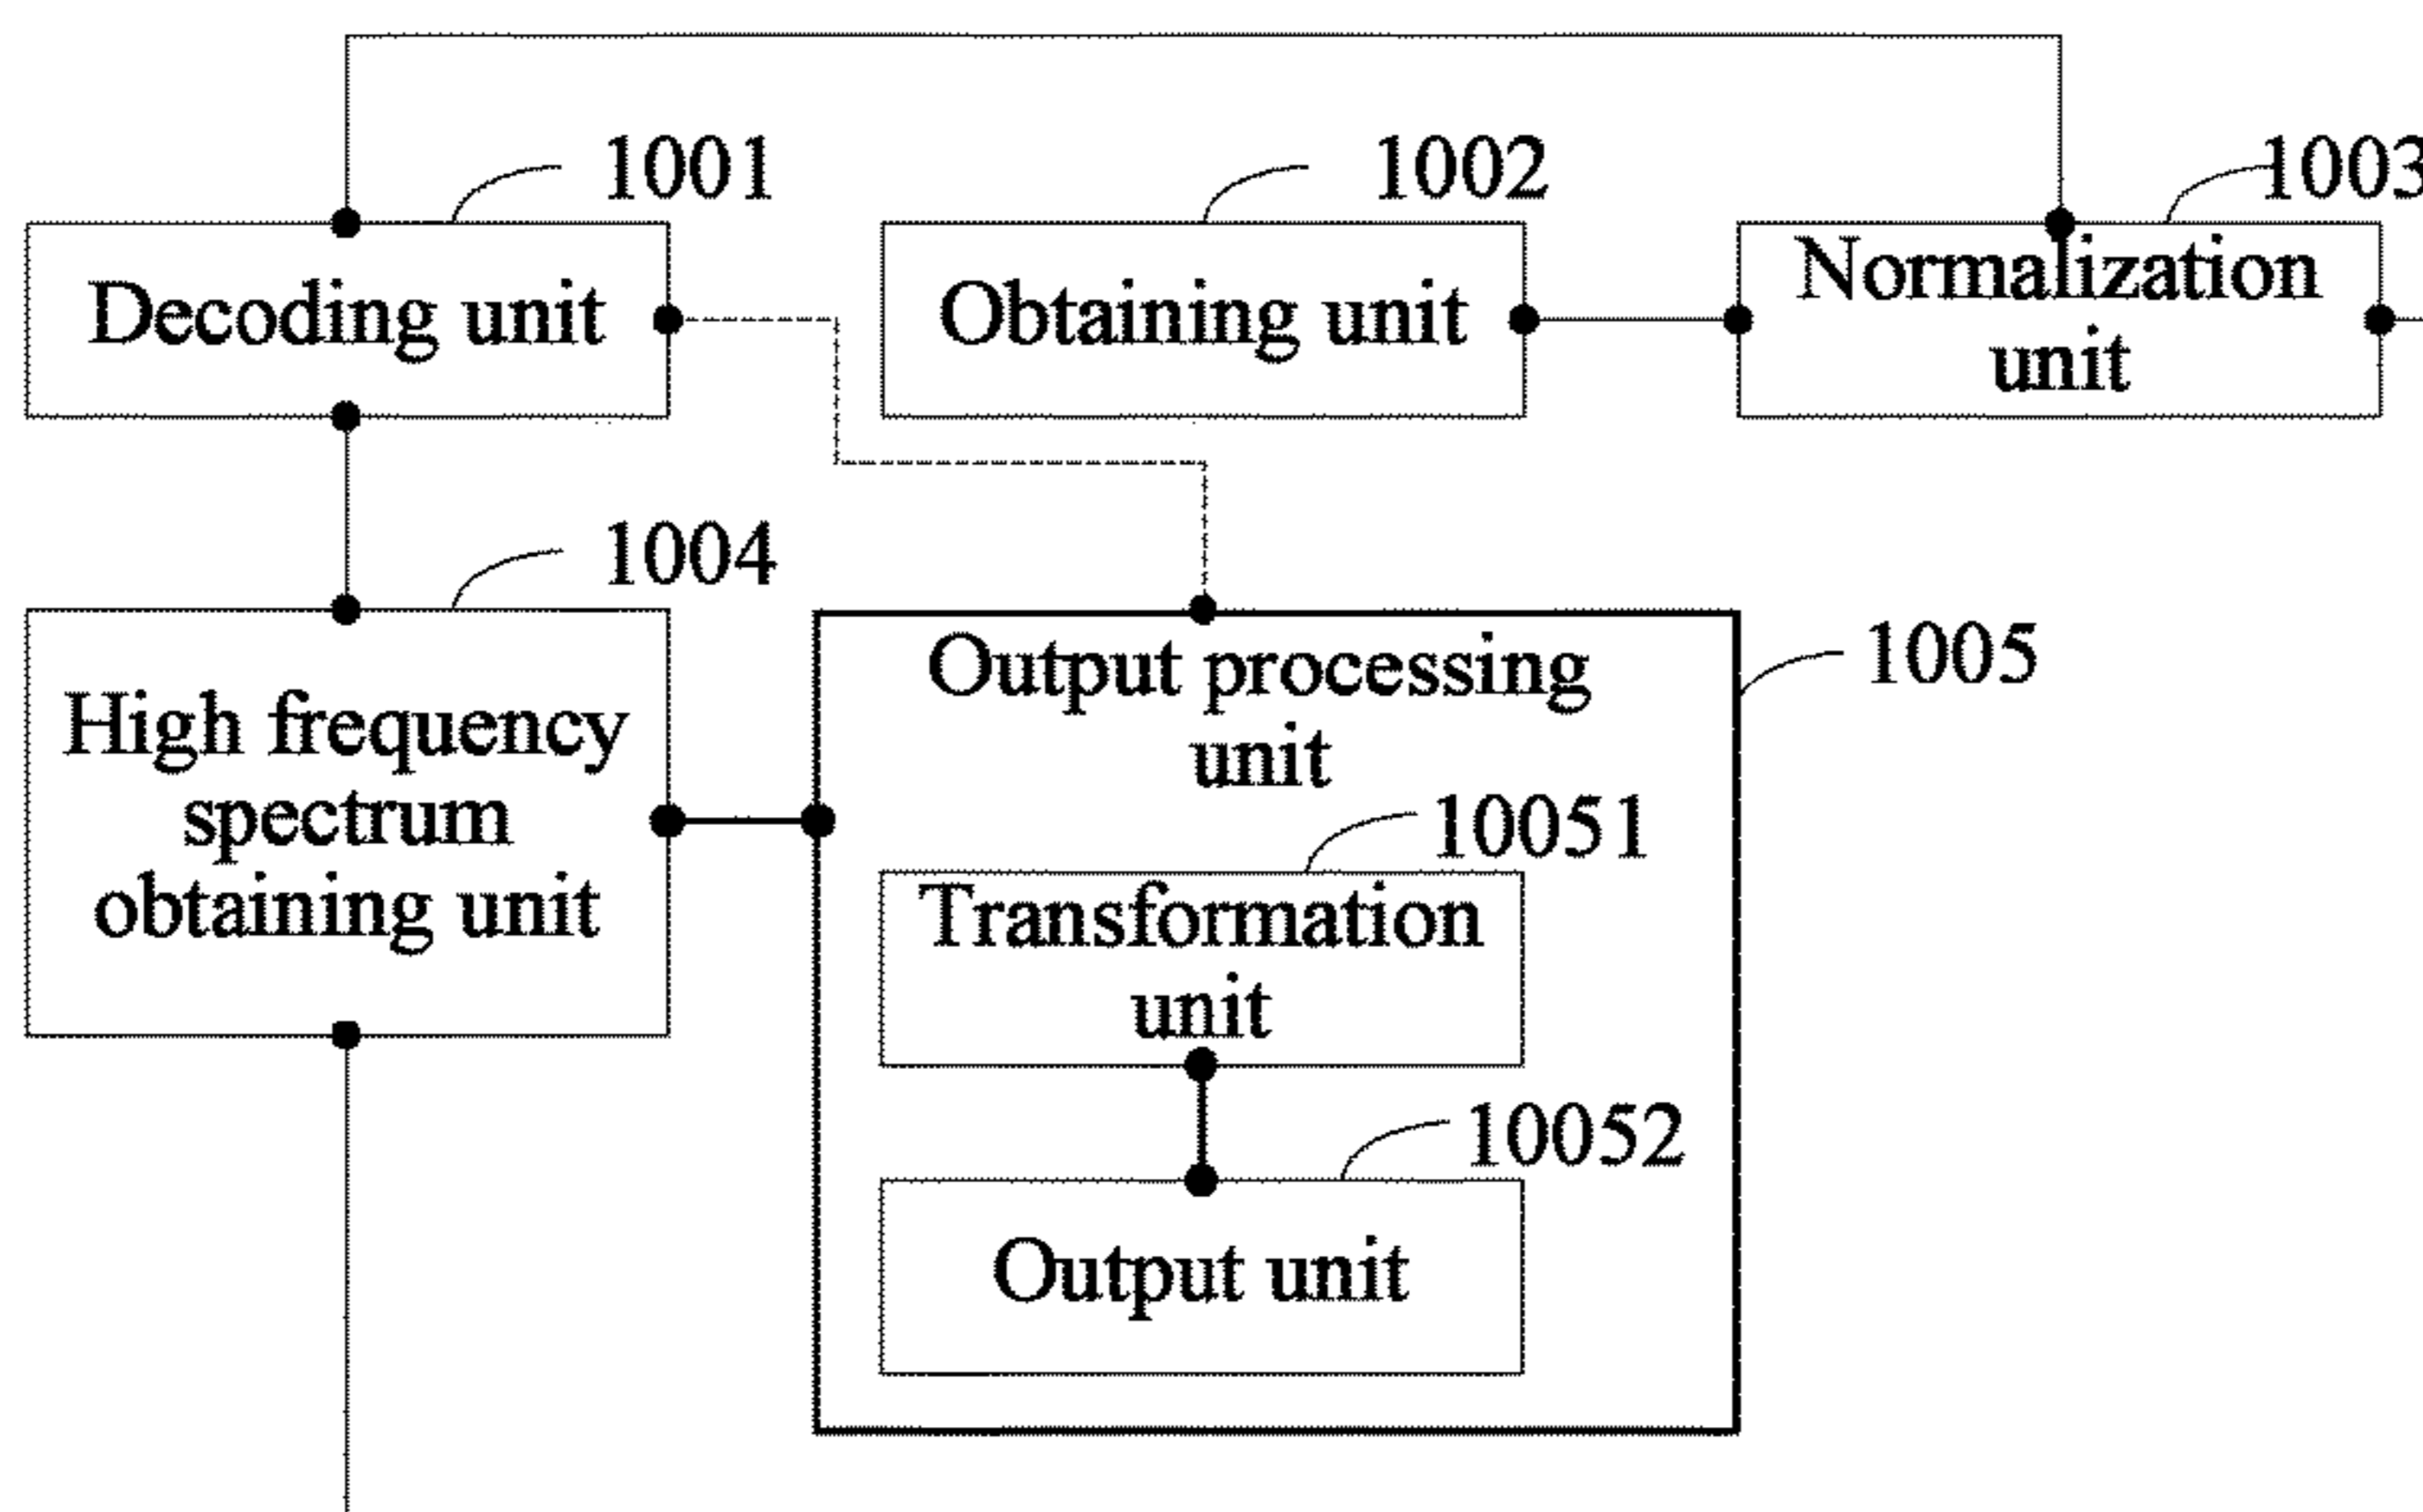 1001
1002
1003
Decoding unit
Obtaining unit
Normalization
unit
1004
1005
High frequency
spectrum
obtaining unit
Output processing
unit
10051
Transformation
unit
10052
Output unit